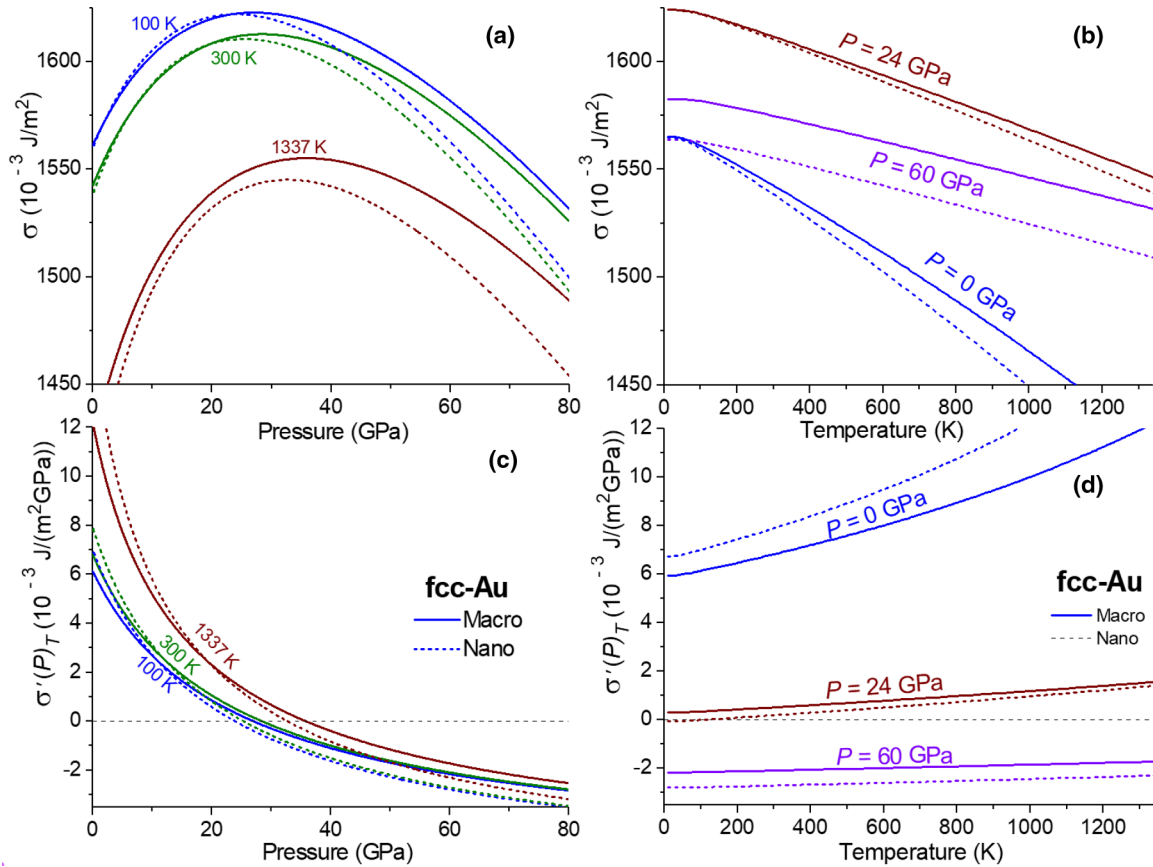 1600
1550
1500
1450
σ (10⁻³ J/m²)
100 K
300 K
1337 K
(a)
0 20 40 60 80
Pressure (GPa)
1600
1550
1500
1450
σ (10⁻³ J/m²)
P = 24 GPa
P = 60 GPa
P = 0 GPa
(b)
0 200 400 600 800 1000 1200
Temperature (K)
12
10
8
6
4
2
0
-2
σ′(P)T (10⁻³ J/(m²GPa))
1337 K
300 K
100 K
(c)
fcc-Au
Macro
Nano
0 20 40 60 80
Pressure (GPa)
12
10
8
6
4
2
0
-2
σ′(P)T (10⁻³ J/(m²GPa))
P = 0 GPa
(d)
fcc-Au
Macro
Nano
P = 24 GPa
P = 60 GPa
0 200 400 600 800 1000 1200
Temperature (K)